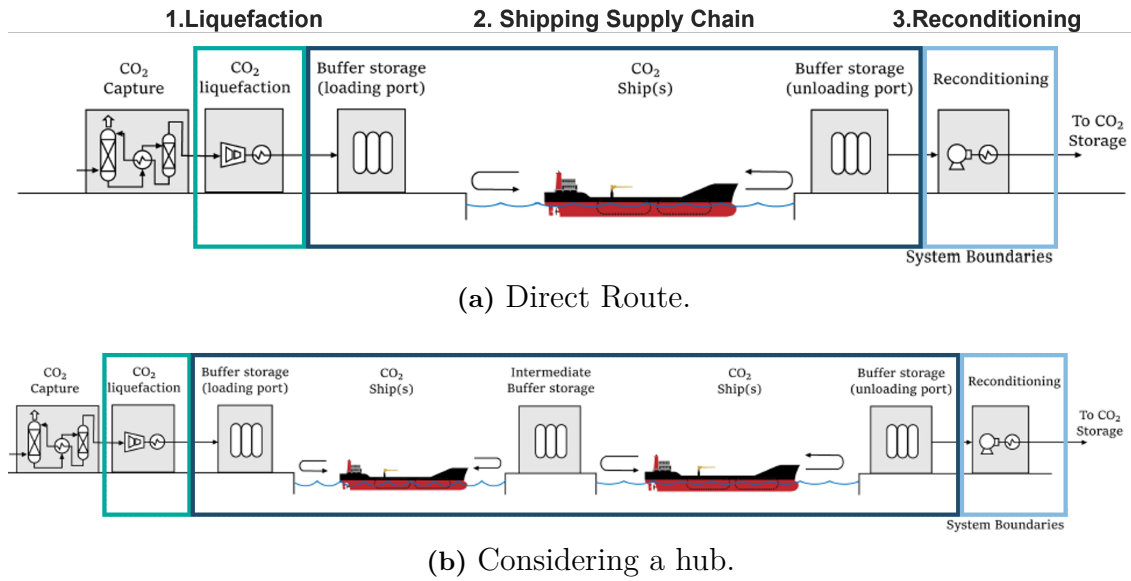 1.Liquefaction 2. Shipping Supply Chain 3.Reconditioning
CO2
Capture
CO2
liquefaction
Buffer storage
(loading port)
CO2
Ship(s)
Buffer storage
(unloading port)
Reconditioning
To CO2
Storage
System Boundaries
(a) Direct Route.
CO2
Capture
CO2
liquefaction
Buffer storage
(loading port)
CO2
Ship(s)
Intermediate
Buffer storage
CO2
Ship(s)
Buffer storage
(unloading port)
Reconditioning
To CO2
Storage
System Boundaries
(b) Considering a hub.